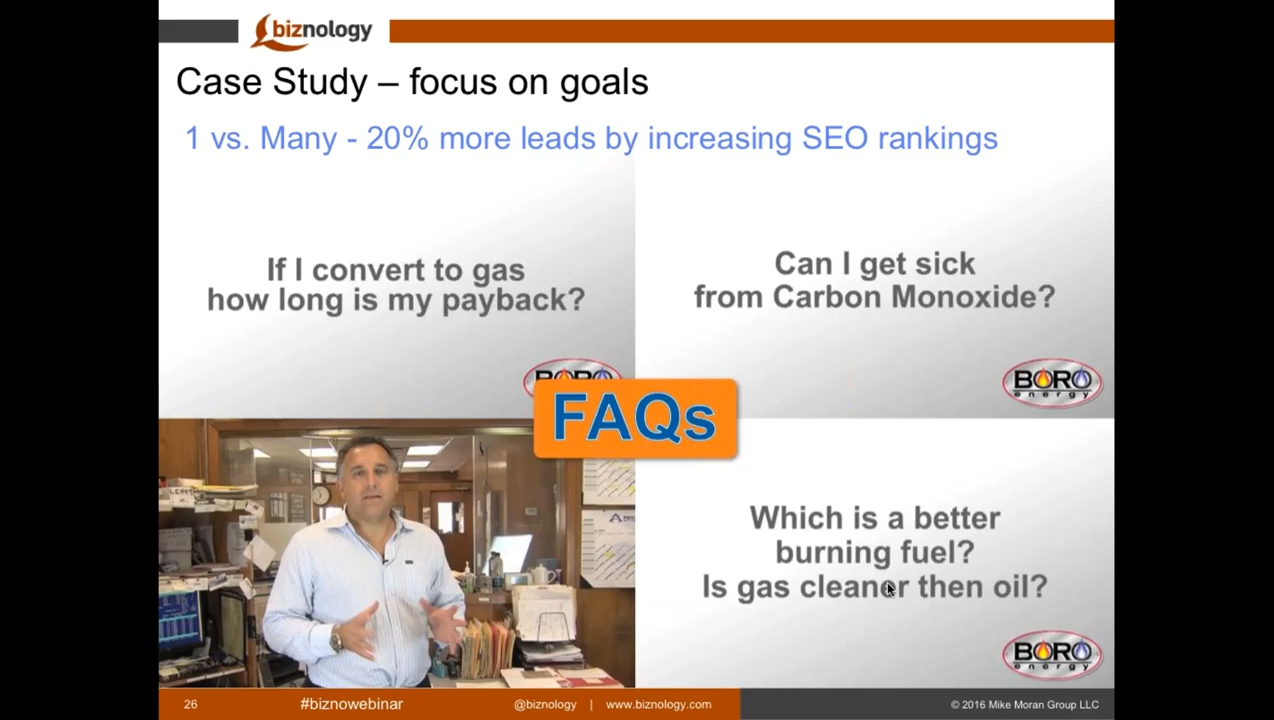 biznology
Case Study – focus on goals
1 vs. Many - 20% more leads by increasing SEO rankings
If I convert to gas
how long is my payback?
Can I get sick
from Carbon Monoxide?
BORO
energy
FAQs
Which is a better
burning fuel?
Is gas cleaner then oil?
BORO
energy
26
#biznowebinar
@biznology | www.biznology.com
© 2016 Mike Moran Group LLC